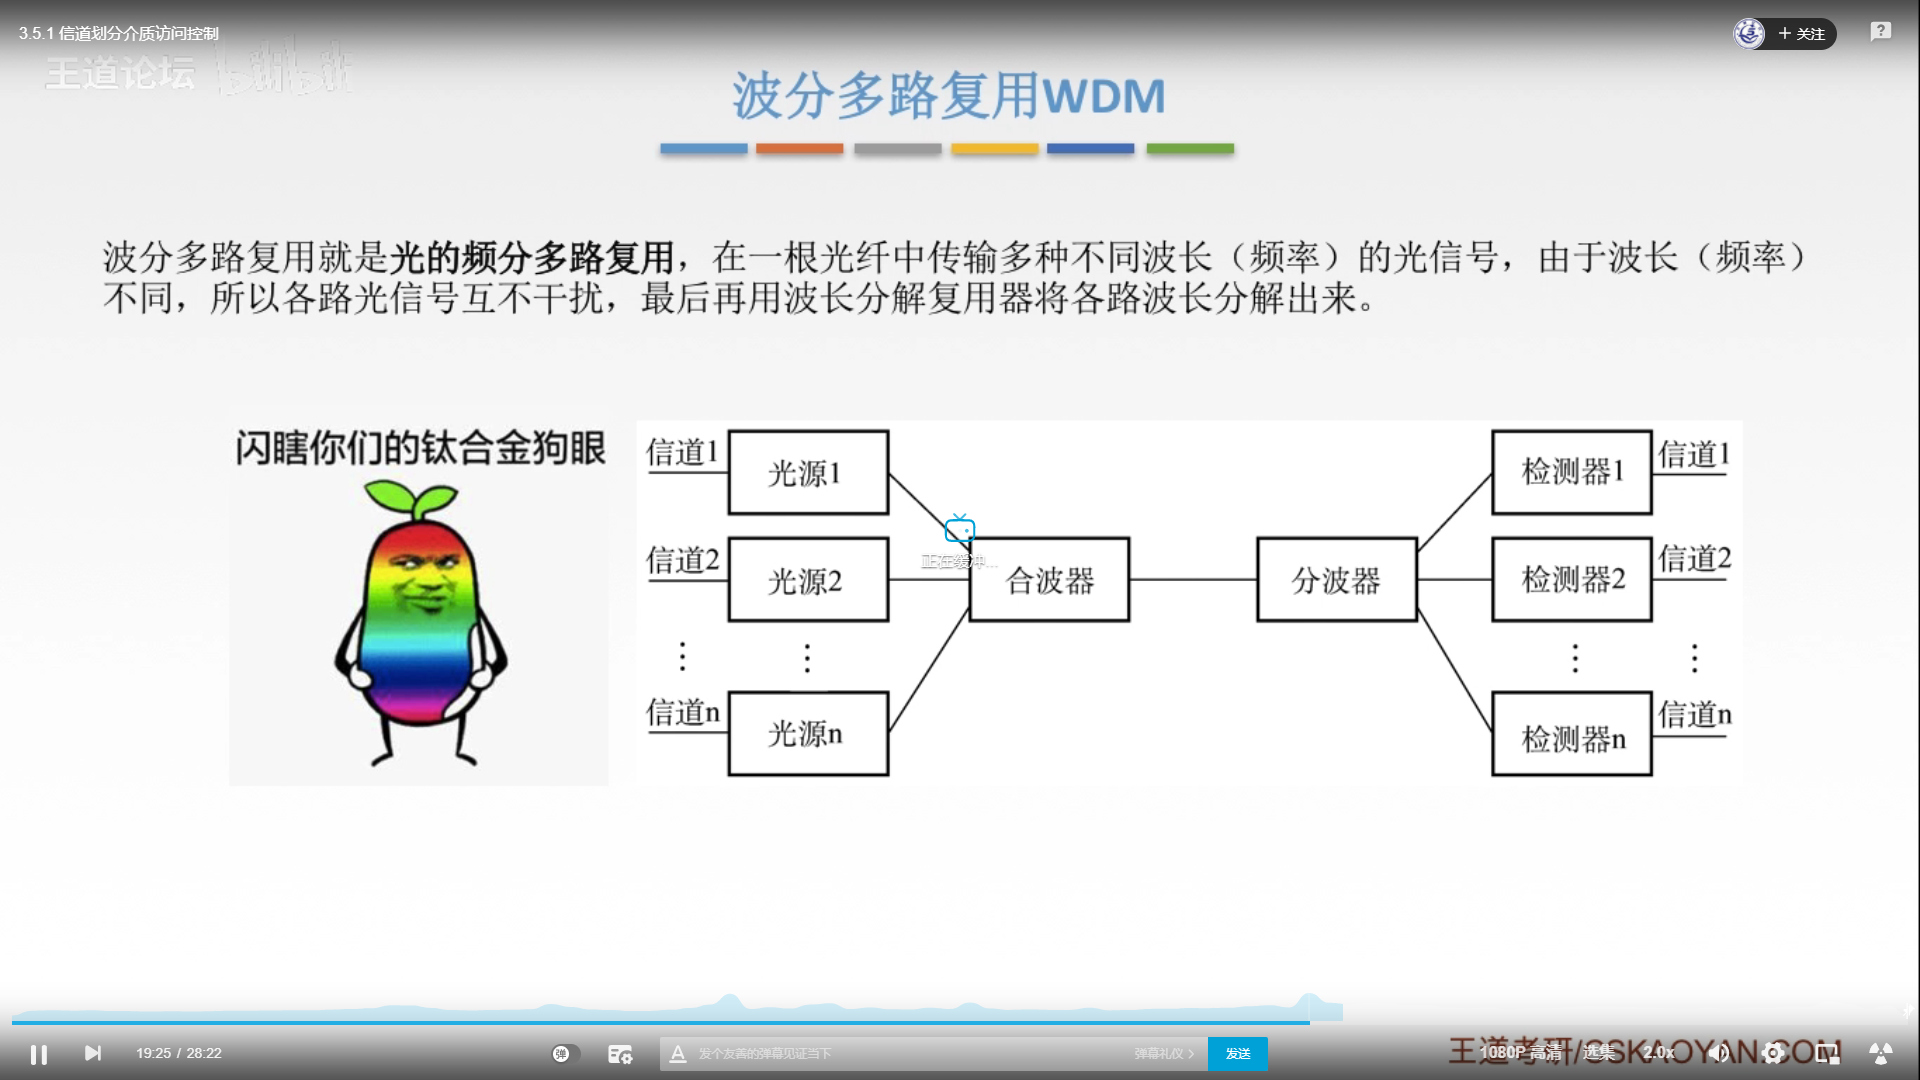 3.5.1 信道划分介质访问控制
+ 关注
王道论坛 bilibili
波分多路复用WDM
波分多路复用就是光的频分多路复用，在一根光纤中传输多种不同波长（频率）的光信号，由于波长（频率）
不同，所以各路光信号互不干扰，最后再用波长分解复用器将各路波长分解出来。
闪瞎你们的钛合金狗眼
信道1
光源1
检测器1
信道1
正在缓冲...
信道2
光源2
合波器
分波器
检测器2
信道2
信道n
光源n
检测器n
信道n
19:25 / 28:22
弹
发个友善的弹幕见证当下
弹幕礼仪
发送
王道考研/CSKAOYAN.COM
1080P 高清
选集
2.0x